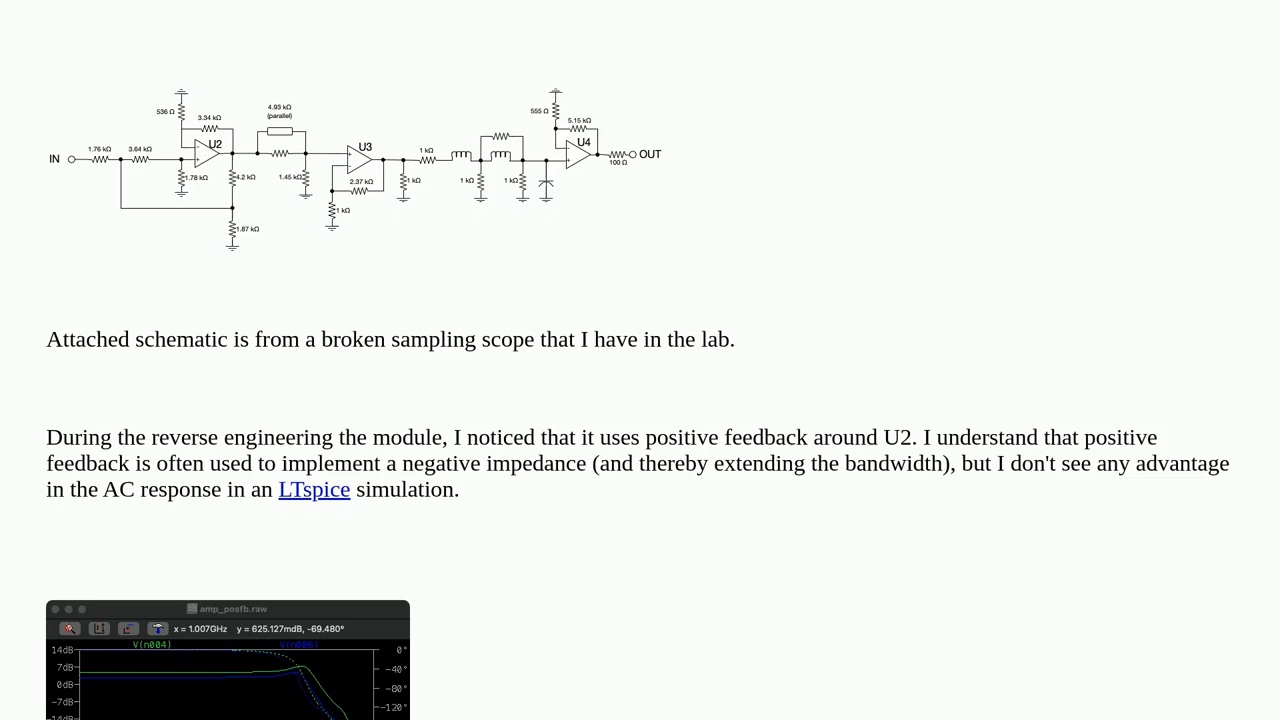 4.93 kΩ
(parallel)
536 Ω
3.34 kΩ
U2
1.76 kΩ
3.64 kΩ
IN
1.78 kΩ
4.2 kΩ
1.45 kΩ
1.87 kΩ
U3
2.37 kΩ
1 kΩ
1 kΩ
1 kΩ
1 kΩ
1 kΩ
555 Ω
5.15 kΩ
U4
100 Ω
OUT
Attached schematic is from a broken sampling scope that I have in the lab.
During the reverse engineering the module, I noticed that it uses positive feedback around U2. I understand that positive
feedback is often used to implement a negative impedance (and thereby extending the bandwidth), but I don't see any advantage
in the AC response in an LTspice simulation.
amp_posfb.raw
x = 1.007GHz y = 625.127mdB, -69.480°
V(n004) V(n006)
14dB 0°
7dB -40°
0dB -80°
-7dB -120°
-14dB